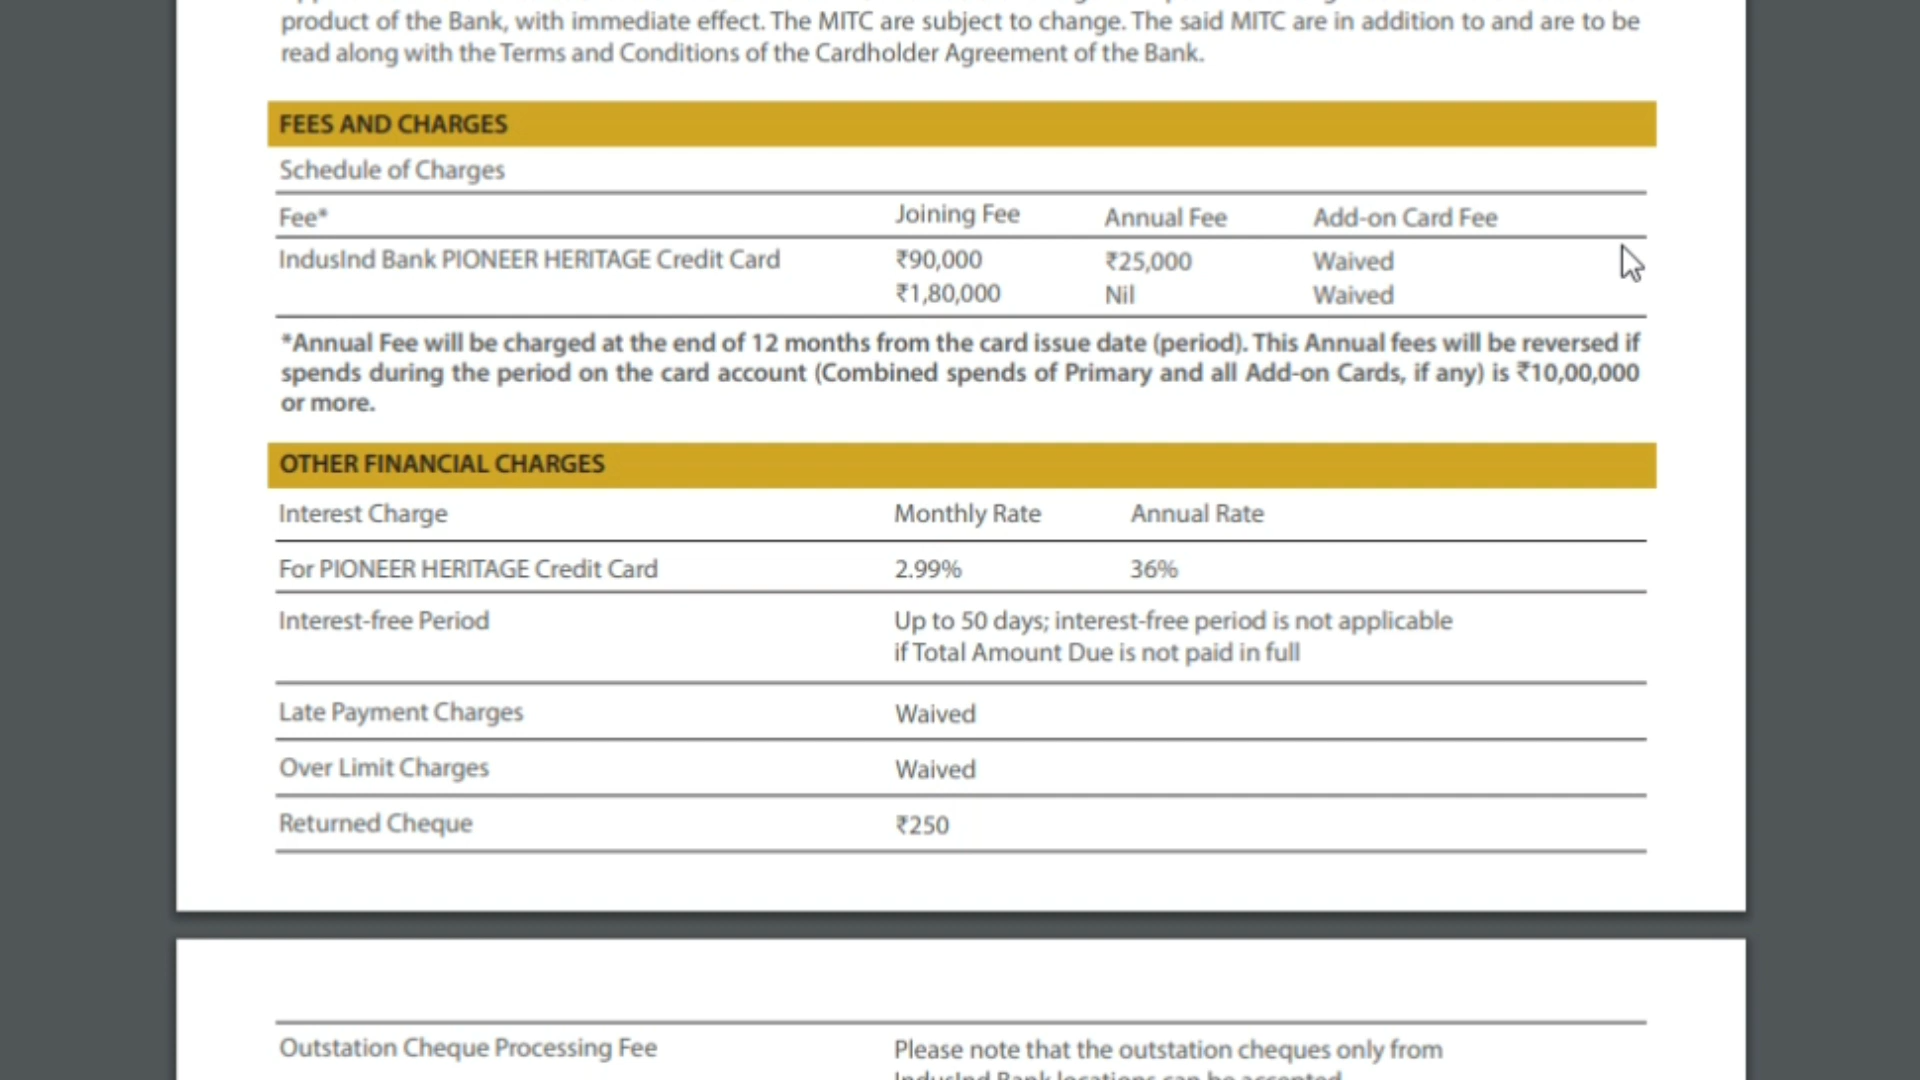 product of the Bank, with immediate effect. The MITC are subject to change. The said MITC are in addition to and are to be
read along with the Terms and Conditions of the Cardholder Agreement of the Bank.
FEES AND CHARGES
Schedule of Charges
Fee* Joining Fee Annual Fee Add-on Card Fee
IndusInd Bank PIONEER HERITAGE Credit Card ₹90,000 ₹25,000 Waived
₹1,80,000 Nil Waived
*Annual Fee will be charged at the end of 12 months from the card issue date (period). This Annual fees will be reversed if
spends during the period on the card account (Combined spends of Primary and all Add-on Cards, if any) is ₹10,00,000
or more.
OTHER FINANCIAL CHARGES
Interest Charge Monthly Rate Annual Rate
For PIONEER HERITAGE Credit Card 2.99% 36%
Interest-free Period Up to 50 days; interest-free period is not applicable
if Total Amount Due is not paid in full
Late Payment Charges Waived
Over Limit Charges Waived
Returned Cheque ₹250
Outstation Cheque Processing Fee Please note that the outstation cheques only from
IndusInd Bank locations can be accepted